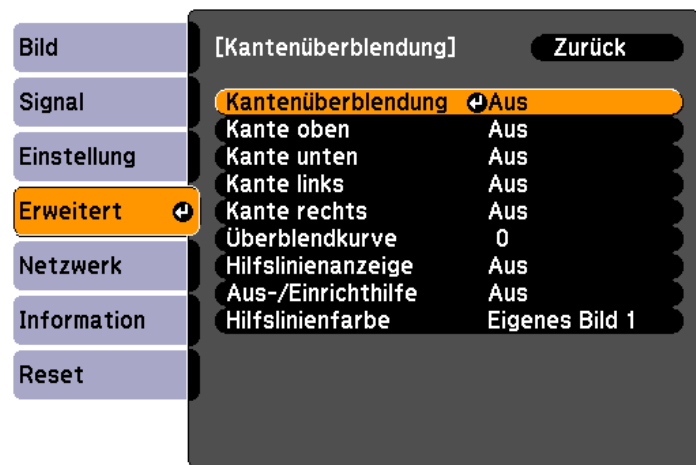 Bild
Signal
Einstellung
Erweitert
Netzwerk
Information
Reset
[Kantenüberblendung] Zurück
Kantenüberblendung Aus
Kante oben Aus
Kante unten Aus
Kante links Aus
Kante rechts Aus
Überblendkurve 0
Hilfslinienanzeige Aus
Aus-/Einrichthilfe Aus
Hilfslinienfarbe Eigenes Bild 1